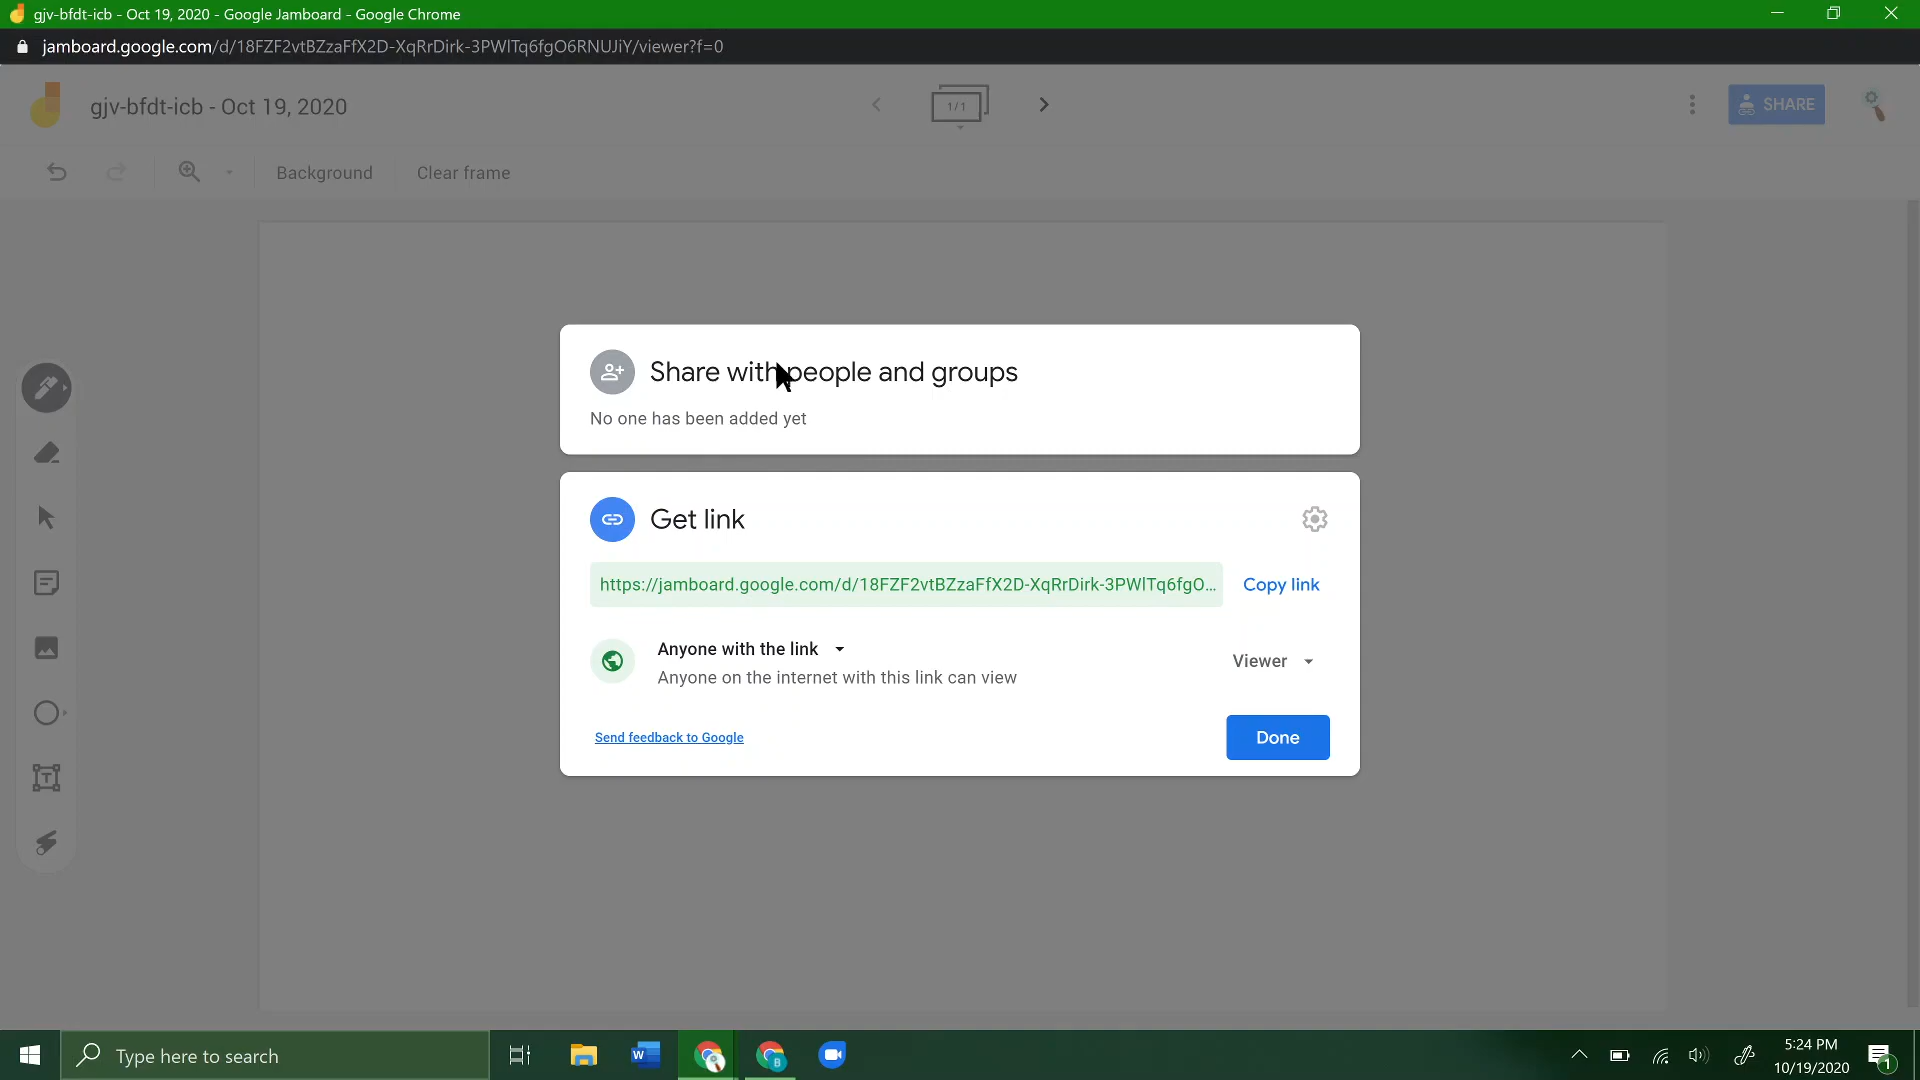 gjv-bfdt-icb - Oct 19, 2020 - Google Jamboard - Google Chrome
jamboard.google.com/d/18FZF2vtBZzaFfX2D-XqRrDirk-3PWlTq6fgO6RNUJiY/viewer?f=0
gjv-bfdt-icb - Oct 19, 2020
1/1
SHARE
Background
Clear frame
Share with people and groups
No one has been added yet
Get link
https://jamboard.google.com/d/18FZF2vtBZzaFfX2D-XqRrDirk-3PWlTq6fgO...
Copy link
Anyone with the link
Anyone on the internet with this link can view
Viewer
Send feedback to Google
Done
T
Type here to search
W
B
5:24 PM
10/19/2020
1